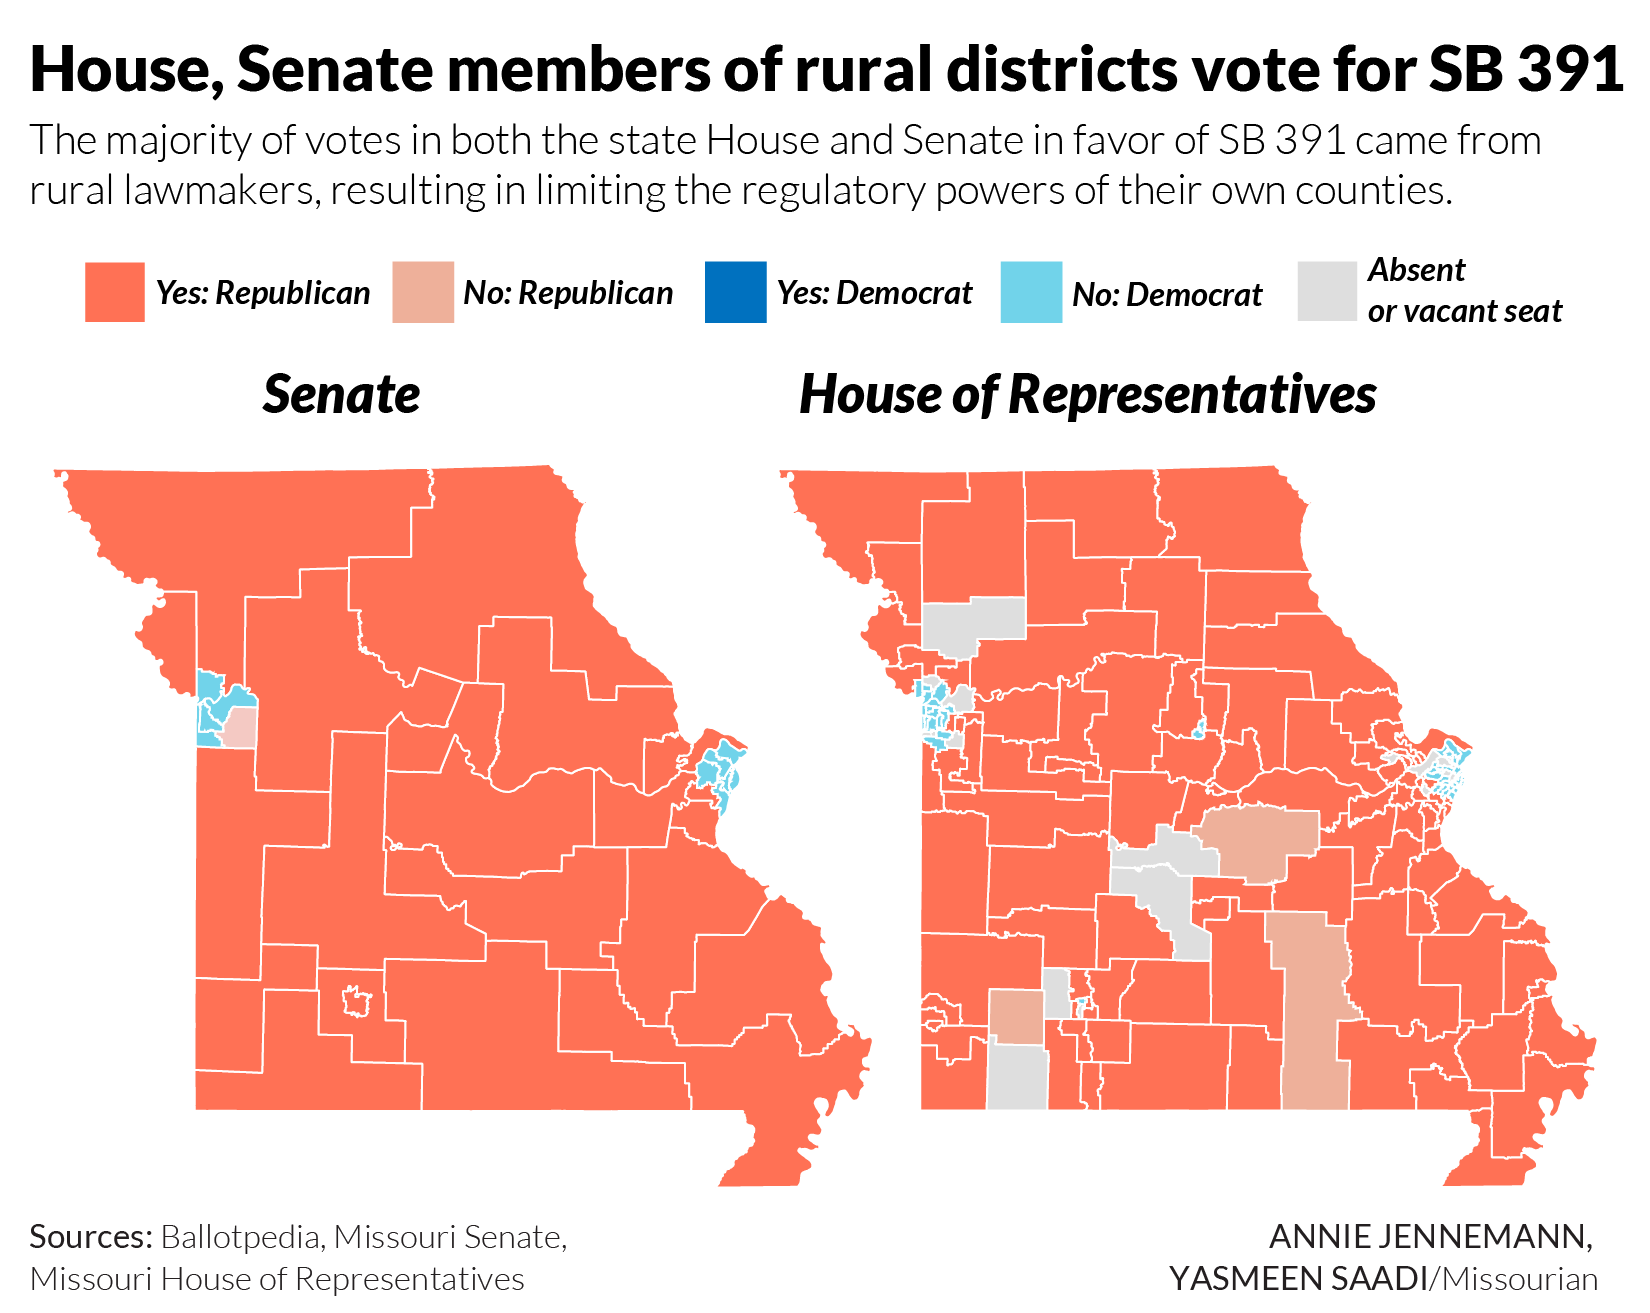 House, Senate members of rural districts vote for SB 391
The majority of votes in both the state House and Senate in favor of SB 391 came from
rural lawmakers, resulting in limiting the regulatory powers of their own counties.
Yes: Republican
No: Republican
Yes: Democrat
No: Democrat
Absent
or vacant seat
Senate
House of Representatives
Sources: Ballotpedia, Missouri Senate,
Missouri House of Representatives
ANNIE JENNEMANN,
YASMEEN SAADI/Missourian